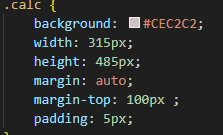 .calc {
background: #CEC2C2;
width: 315px;
height: 485px;
margin: auto;
margin-top: 100px ;
padding: 5px;
}